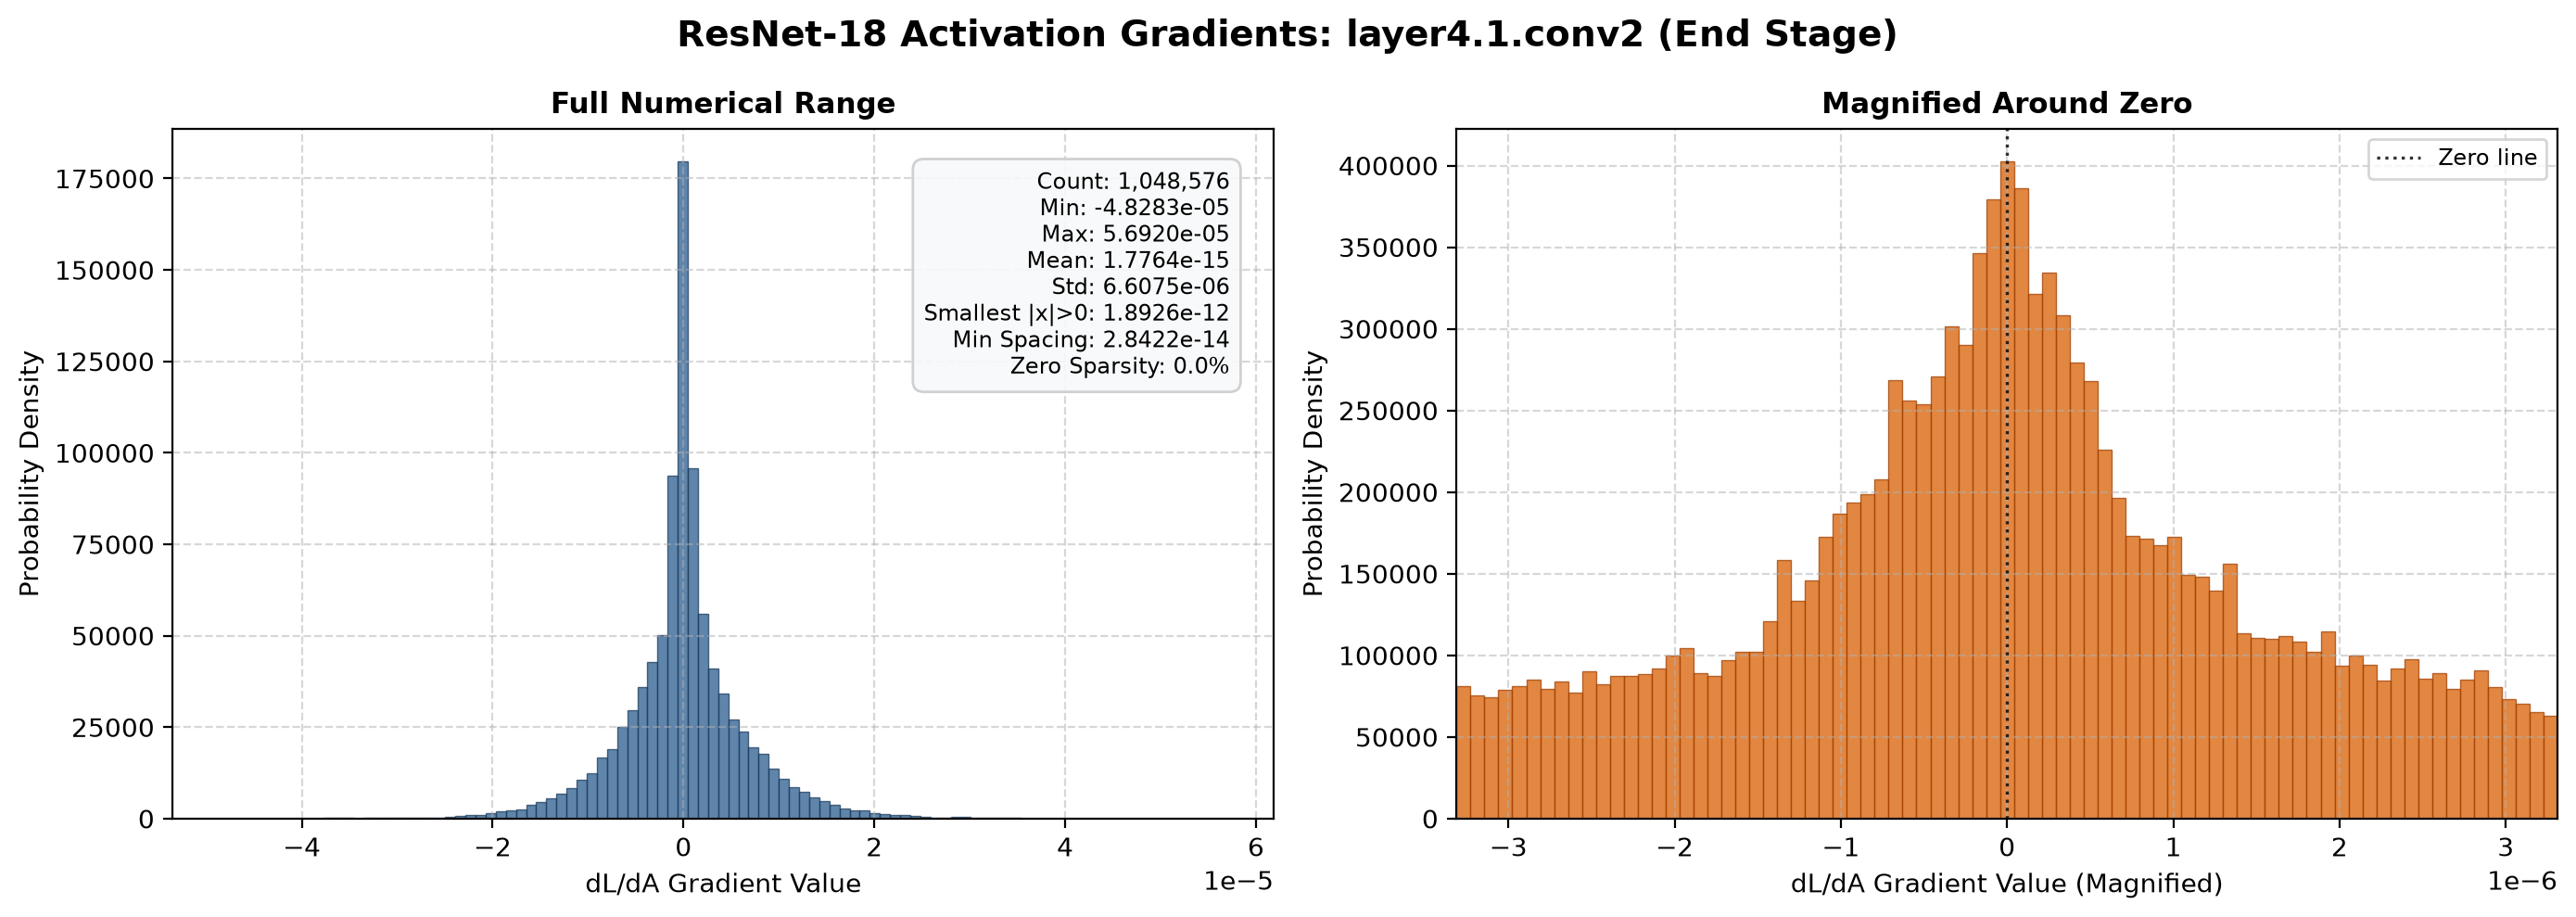 ResNet-18 Activation Gradients: layer4.1.conv2 (End Stage)
Full Numerical Range
Probability Density
175000
150000
125000
100000
75000
50000
25000
0
Count: 1,048,576
Min: -4.8283e-05
Max: 5.6920e-05
Mean: 1.7764e-15
Std: 6.6075e-06
Smallest |x|>0: 1.8926e-12
Min Spacing: 2.8422e-14
Zero Sparsity: 0.0%
−4 −2 0 2 4 6
1e−5
dL/dA Gradient Value
Magnified Around Zero
Probability Density
400000
350000
300000
250000
200000
150000
100000
50000
0
Zero line
−3 −2 −1 0 1 2 3
1e−6
dL/dA Gradient Value (Magnified)